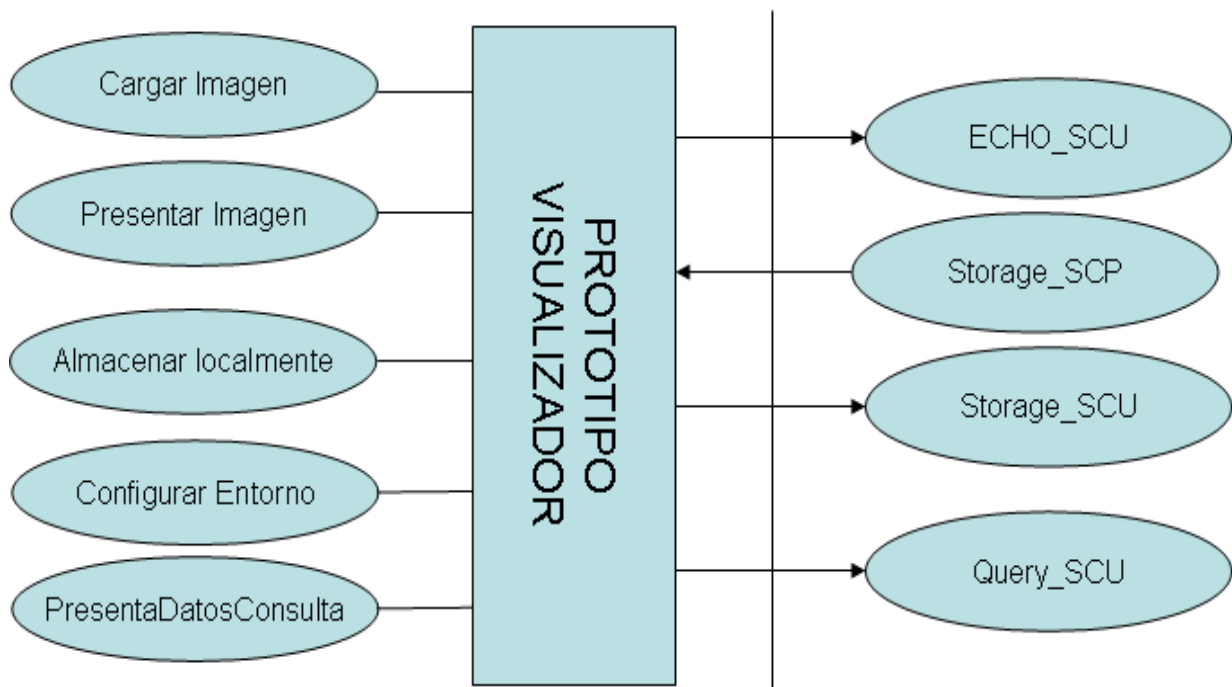 Cargar Imagen
Presentar Imagen
Almacenar localmente
Configurar Entorno
PresentaDatosConsulta
PROTOTIPO
VISUALIZADOR
ECHO_SCU
Storage_SCP
Storage_SCU
Query_SCU